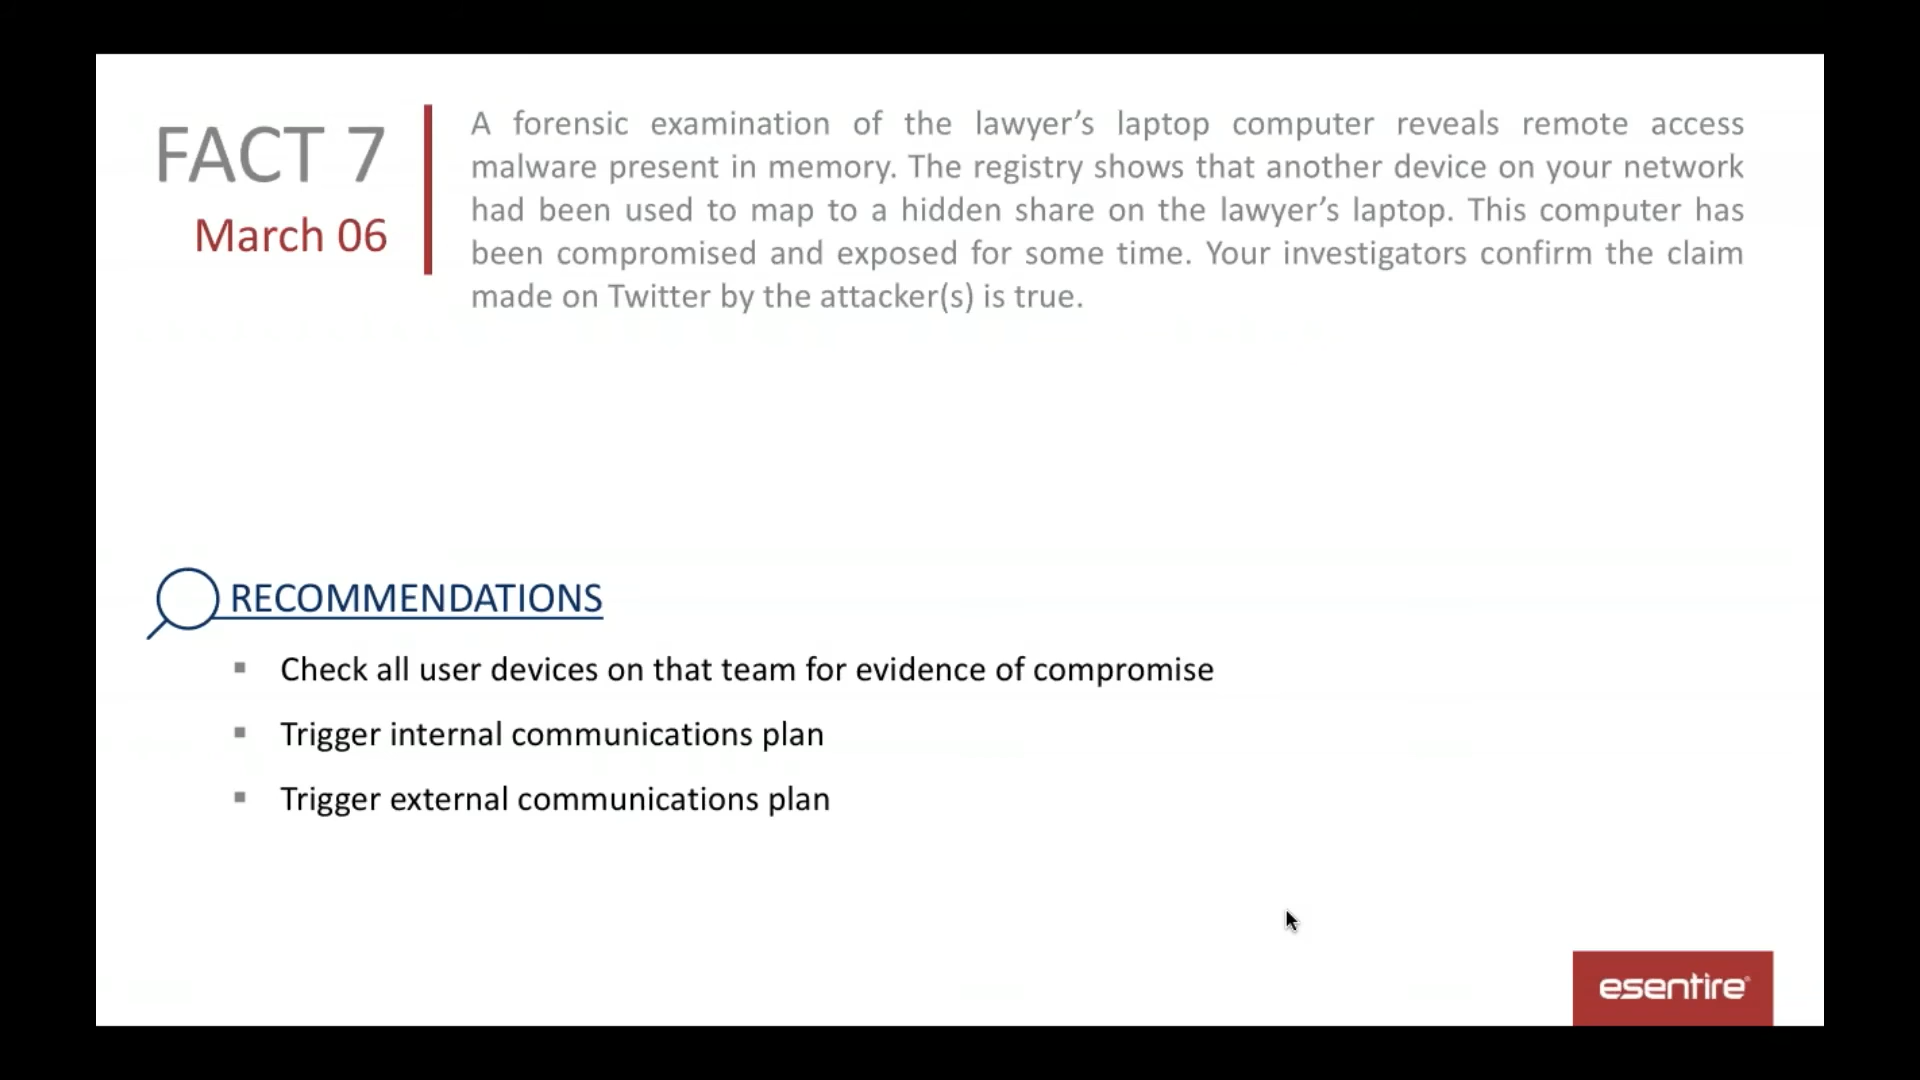 FACT 7
March 06
A forensic examination of the lawyer’s laptop computer reveals remote access
malware present in memory. The registry shows that another device on your network
had been used to map to a hidden share on the lawyer’s laptop. This computer has
been compromised and exposed for some time. Your investigators confirm the claim
made on Twitter by the attacker(s) is true.
RECOMMENDATIONS
▪ Check all user devices on that team for evidence of compromise
▪ Trigger internal communications plan
▪ Trigger external communications plan
esentire®